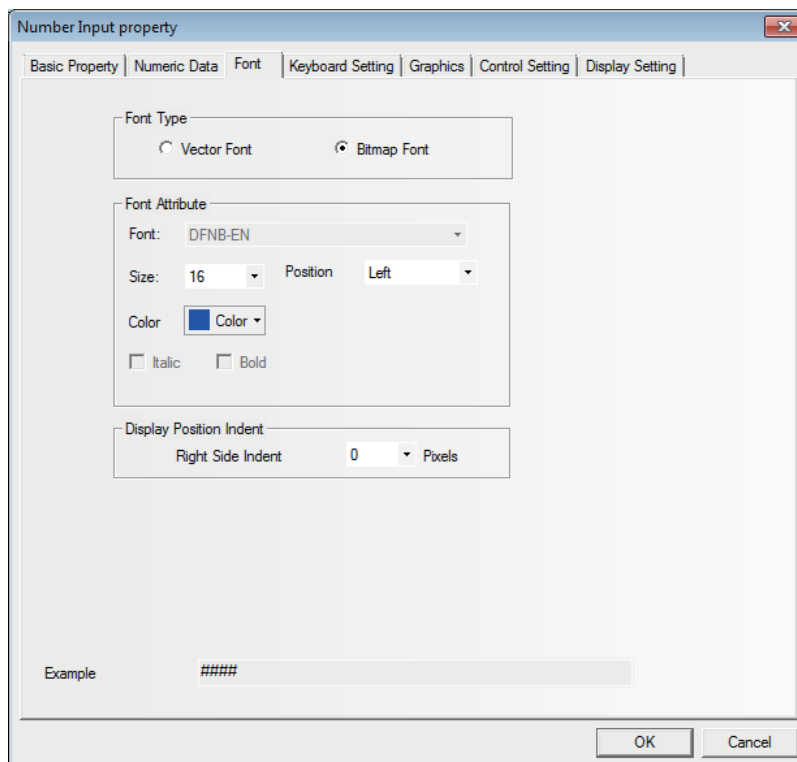 Number Input property
Basic Property Numeric Data Font Keyboard Setting Graphics Control Setting Display Setting
Font Type
Vector Font Bitmap Font
Font Attribute
Font: DFNB-EN
Size: 16 Position Left
Color Color
Italic Bold
Display Position Indent
Right Side Indent 0 Pixels
Example ####
OK Cancel